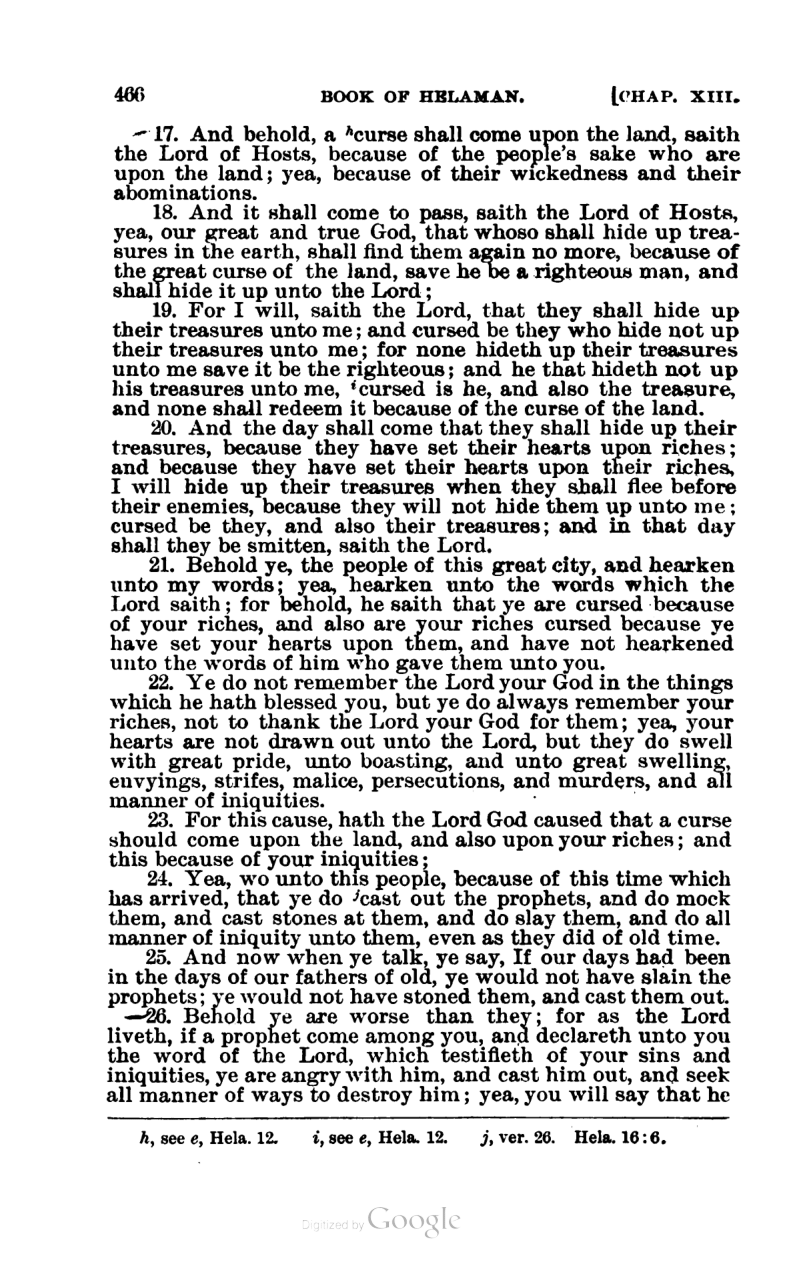 466 BOOK OF HELAMAN. [CHAP. XIII.
17. And behold, a hcurse shall come upon the land, saith
the Lord of Hosts, because of the people's sake who are
upon the land; yea, because of their wickedness and their
abominations.
18. And it shall come to pass, saith the Lord of Hosts,
yea, our great and true God, that whoso shall hide up trea-
sures in the earth, shall find them again no more, because of
the great curse of the land, save he be a righteous man, and
shall hide it up unto the Lord;
19. For I will, saith the Lord, that they shall hide up
their treasures unto me; and cursed be they who hide not up
their treasures unto me; for none hideth up their treasures
unto me save it be the righteous; and he that hideth not up
his treasures unto me, icursed is he, and also the treasure,
and none shall redeem it because of the curse of the land.
20. And the day shall come that they shall hide up their
treasures, because they have set their hearts upon riches;
and because they have set their hearts upon their riches,
I will hide up their treasures when they shall flee before
their enemies, because they will not hide them up unto me;
cursed be they, and also their treasures; and in that day
shall they be smitten, saith the Lord.
21. Behold ye, the people of this great city, and hearken
unto my words; yea, hearken unto the words which the
Lord saith; for behold, he saith that ye are cursed because
of your riches, and also are your riches cursed because ye
have set your hearts upon them, and have not hearkened
unto the words of him who gave them unto you.
22. Ye do not remember the Lord your God in the things
which he hath blessed you, but ye do always remember your
riches, not to thank the Lord your God for them; yea, your
hearts are not drawn out unto the Lord, but they do swell
with great pride, unto boasting, and unto great swelling,
envyings, strifes, malice, persecutions, and murders, and all
manner of iniquities.
23. For this cause, hath the Lord God caused that a curse
should come upon the land, and also upon your riches; and
this because of your iniquities;
24. Yea, wo unto this people, because of this time which
has arrived, that ye do jcast out the prophets, and do mock
them, and cast stones at them, and do slay them, and do all
manner of iniquity unto them, even as they did of old time.
25. And now when ye talk, ye say, If our days had been
in the days of our fathers of old, ye would not have slain the
prophets; ye would not have stoned them, and cast them out.
26. Behold ye are worse than they; for as the Lord
liveth, if a prophet come among you, and declareth unto you
the word of the Lord, which testifieth of your sins and
iniquities, ye are angry with him, and cast him out, and seek
all manner of ways to destroy him; yea, you will say that he
h, see e, Hela. 12. i, see e, Hela. 12. j, ver. 26. Hela. 16:6.
Digitized by Google